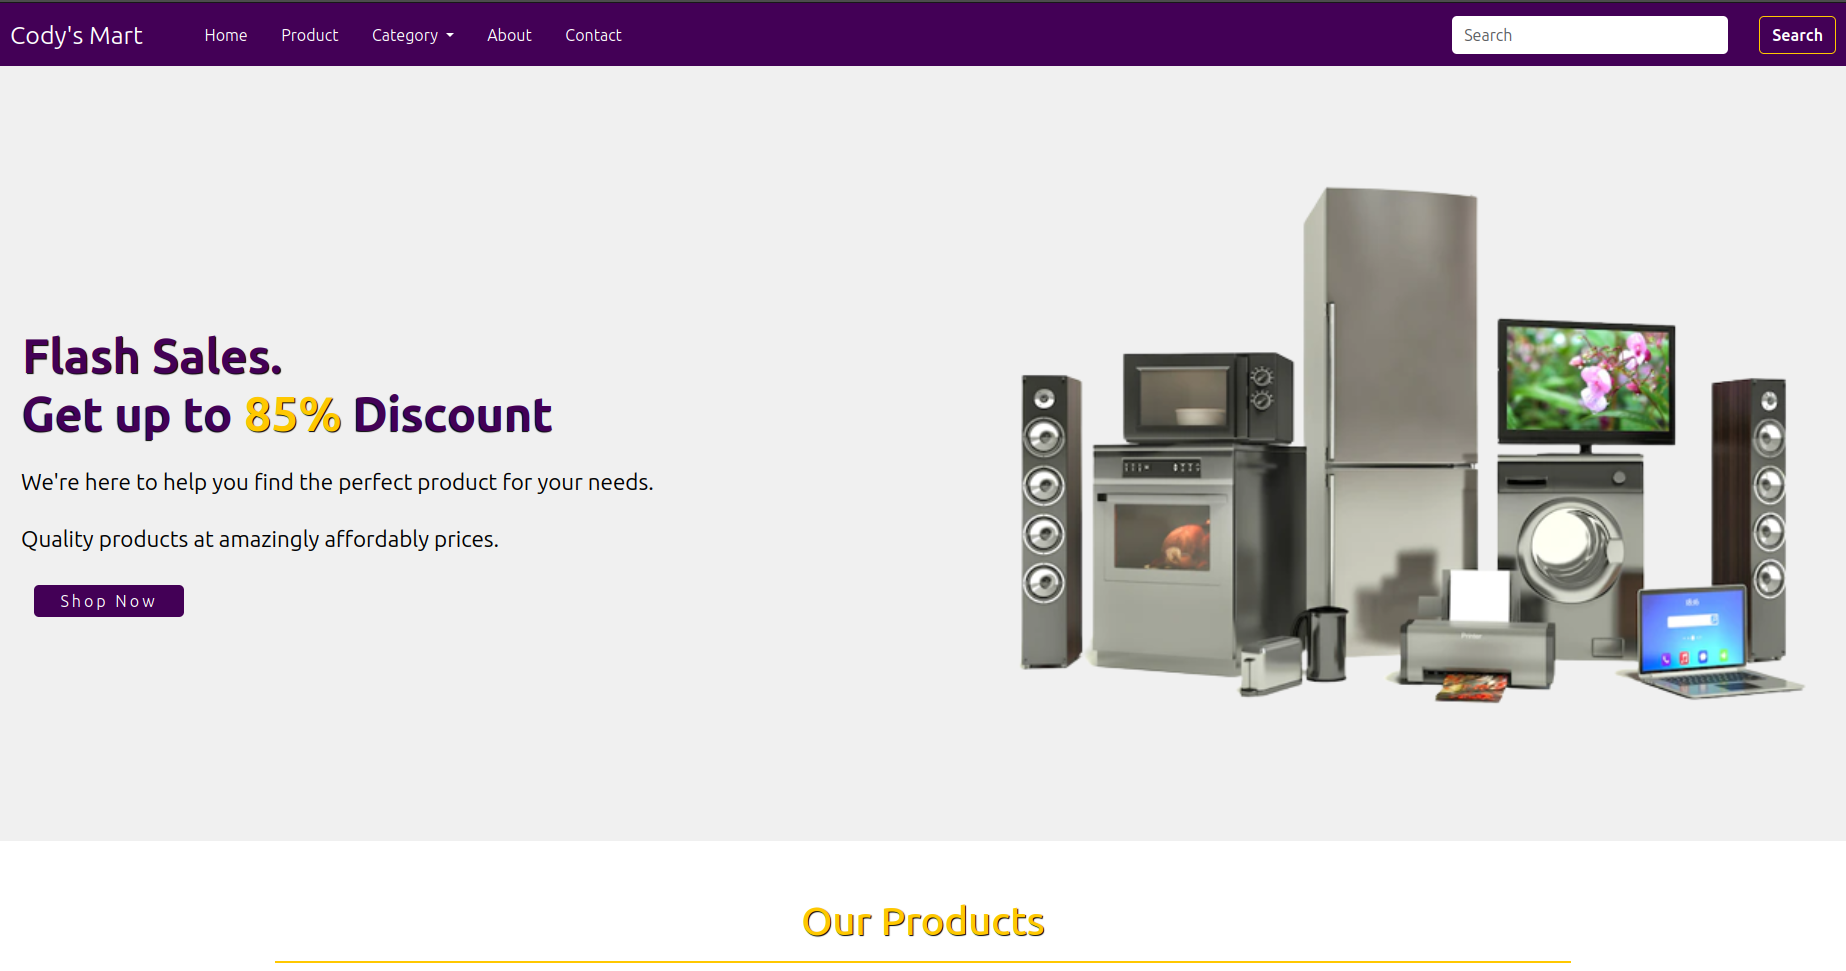 Cody's Mart Home Product Category About Contact Search Search
Flash Sales.
Get up to 85% Discount
We're here to help you find the perfect product for your needs.
Quality products at amazingly affordably prices.
Shop Now
Printer
Our Products